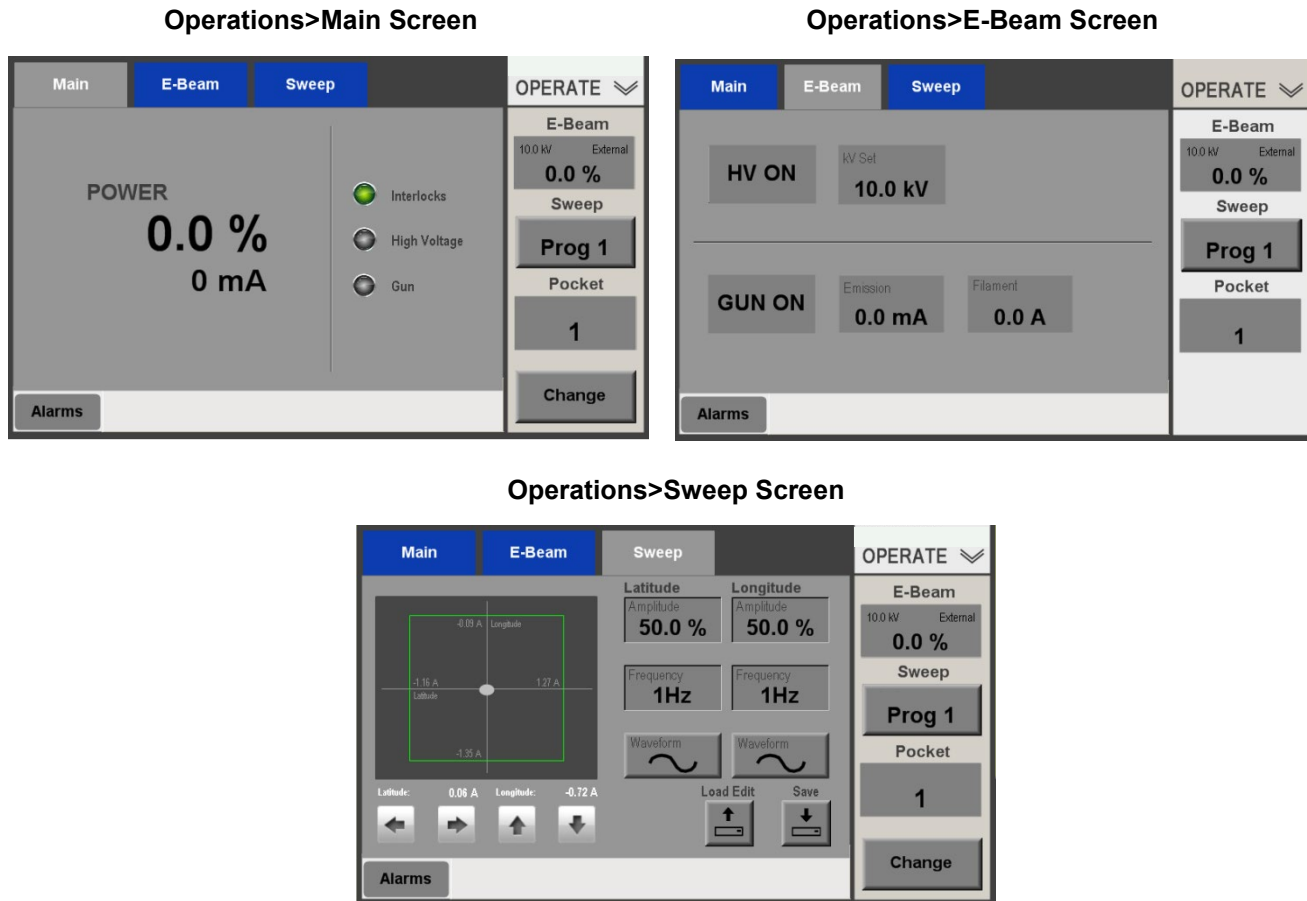 Operations>Main Screen
Operations>E-Beam Screen
Main E-Beam Sweep
OPERATE
POWER
0.0 %
0 mA
Interlocks
High Voltage
Gun
E-Beam
10.0 kV External
0.0 %
Sweep
Prog 1
Pocket
1
Change
Alarms
Main E-Beam Sweep
OPERATE
HV ON
kV Set
10.0 kV
GUN ON
Emission
0.0 mA
Filament
0.0 A
E-Beam
10.0 kV External
0.0 %
Sweep
Prog 1
Pocket
1
Alarms
Operations>Sweep Screen
Main E-Beam Sweep
OPERATE
-0.09 A Longitude
-1.16 A 1.27 A
Latitude
-1.35 A
Latitude: 0.06 A Longitude: -0.72 A
Latitude Longitude
Amplitude Amplitude
50.0 % 50.0 %
Frequency Frequency
1Hz 1Hz
Waveform Waveform
Load Edit Save
E-Beam
10.0 kV External
0.0 %
Sweep
Prog 1
Pocket
1
Change
Alarms